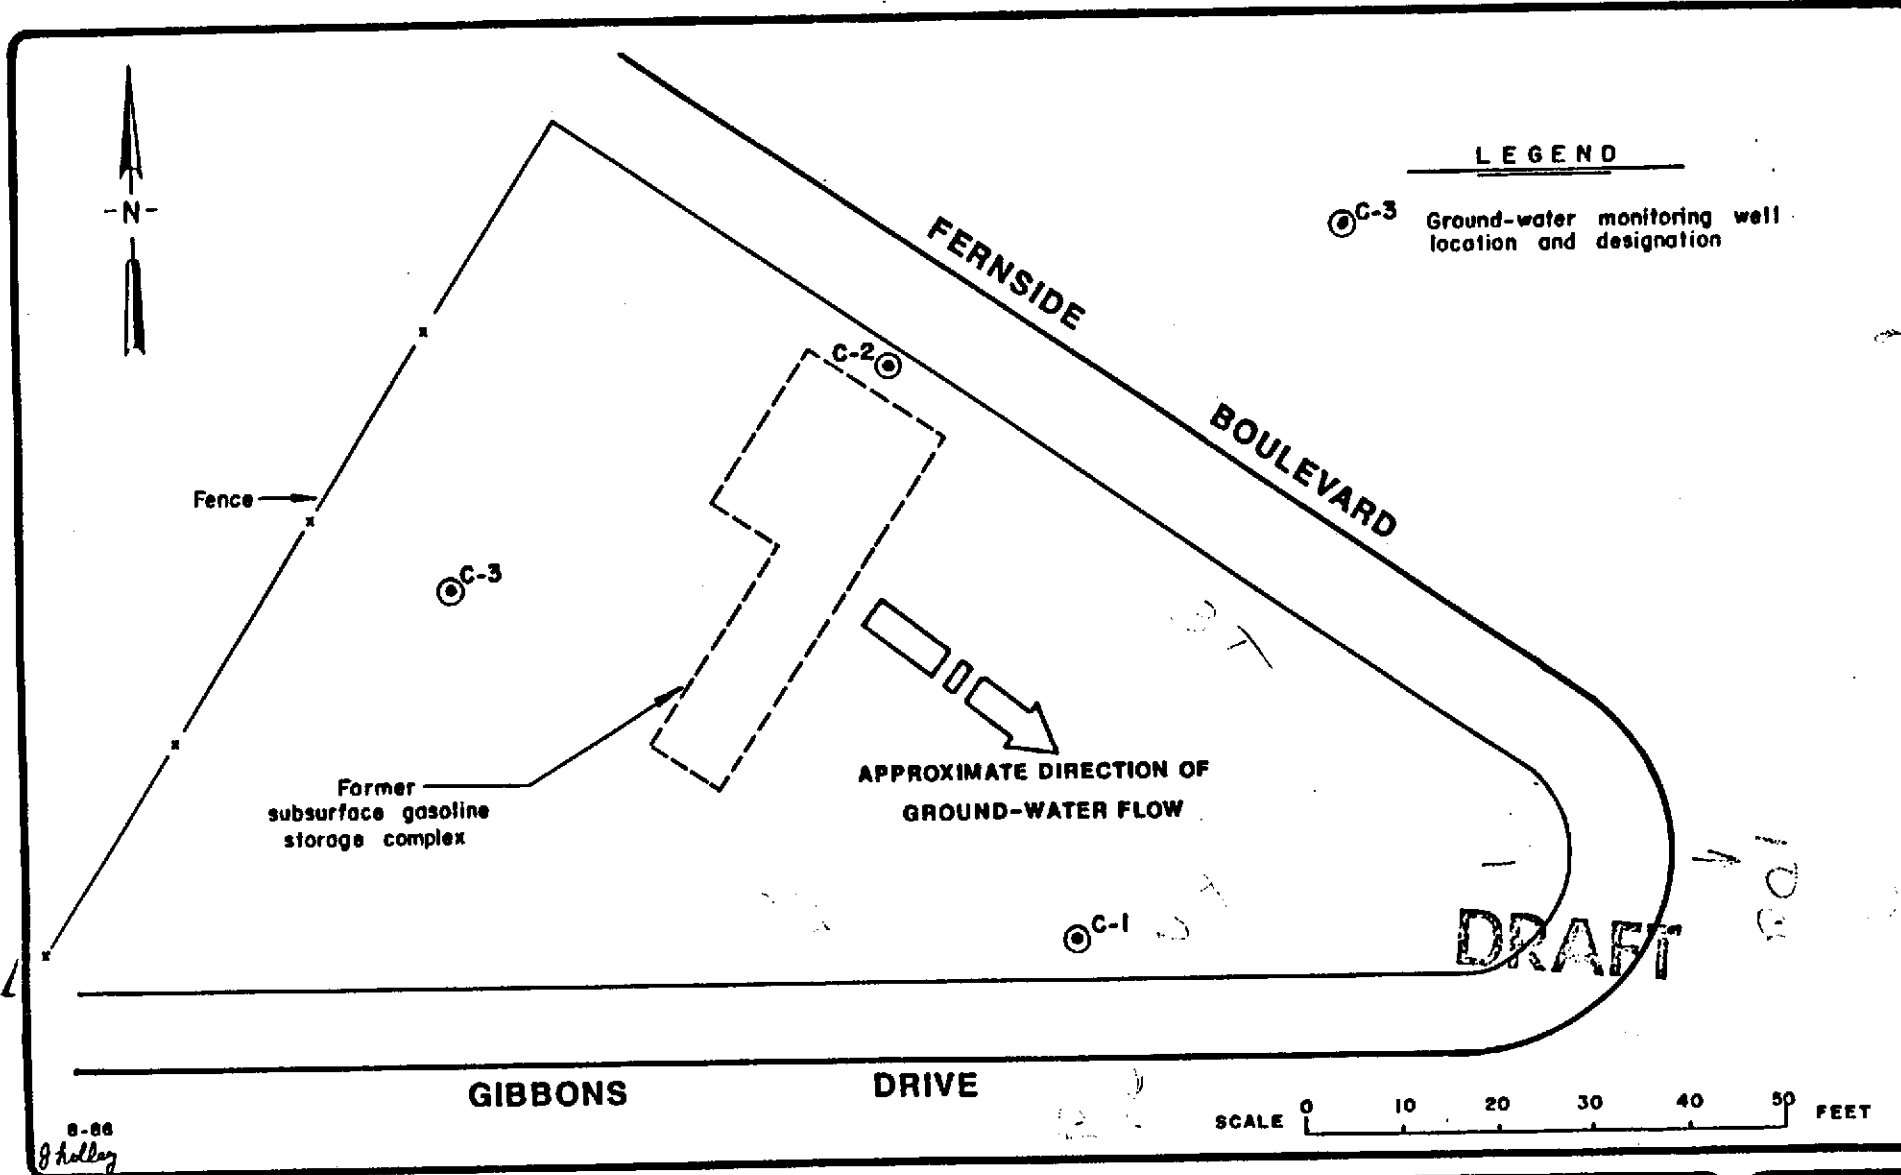 -N-
LEGEND
C-3 Ground-water monitoring well
location and designation
FERNSIDE
BOULEVARD
C-2
Fence
C-3
Former
subsurface gasoline
storage complex
APPROXIMATE DIRECTION OF
GROUND-WATER FLOW
C-1
DRAFT
GIBBONS DRIVE
SCALE 0 10 20 30 40 50 FEET
8-86